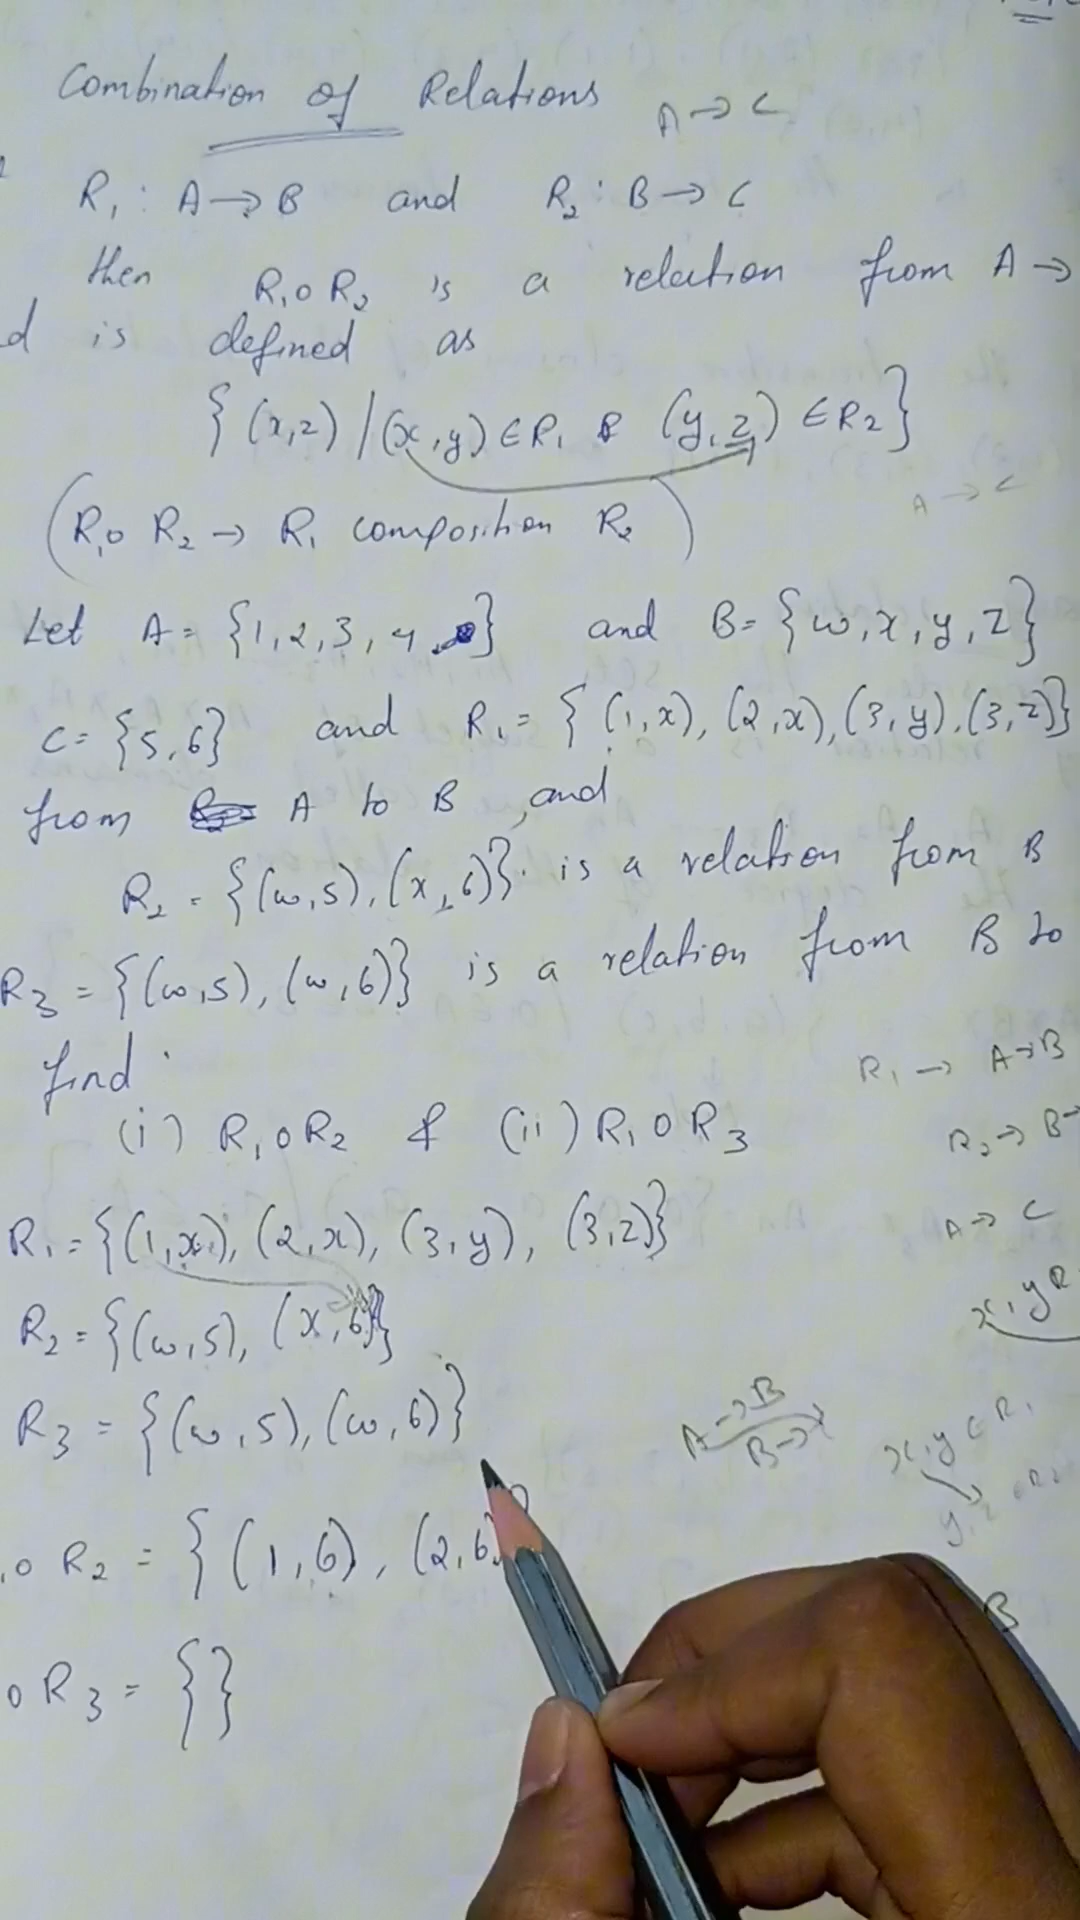 Combination of Relations
A → C
R₁ : A → B and R₂ : B → C
then R₁ o R₂ is a relation from A →
d is defined as
{ (x,z) / (x,y) ∈ R₁ & (y,z) ∈ R₂ }
A → C
( R₁ o R₂ → R₁ composition R₂ )
Let A = {1, 2, 3, 4 } and B = {w, x, y, z}
C = {5, 6} and R₁ = { (1,x), (2,x), (3,y), (3,z)}
from A to B, and
R₂ = {(w,5), (x,6)}. is a relation from B
R₃ = {(w,5), (w,6)} is a relation from B to
find
R₁ → A → B
(i) R₁ o R₂ & (ii) R₁ o R₃
R₂ → B →
R₁ = {(1,x), (2,x), (3,y), (3,z)}
A → C
x, y R
R₂ = {(w,5), (x,6)}
R₃ = {(w,5), (w,6)}
A → B
B →
x, y ∈ R₁
y, z
o R₂ = { (1,6), (2,6
B
o R₃ = { }